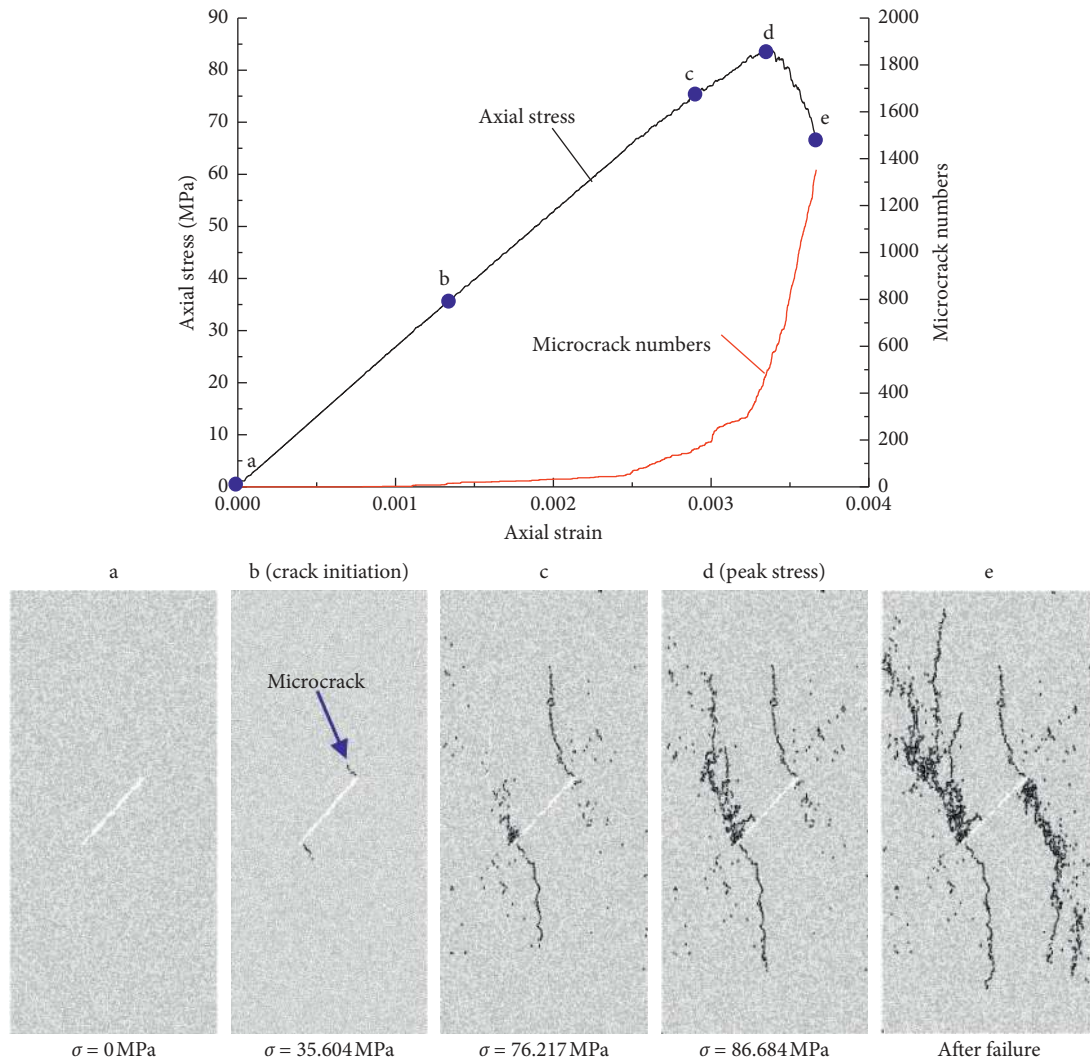 90
80
70
60
50
40
30
20
10
0
Axial stress (MPa)
2000
1800
1600
1400
1200
1000
800
600
400
200
0
Microcrack numbers
a
b
c
d
e
Axial stress
Microcrack numbers
0.000
0.001
0.002
0.003
0.004
Axial strain
a
b (crack initiation)
c
d (peak stress)
e
Microcrack
σ = 0 MPa
σ = 35.604 MPa
σ = 76.217 MPa
σ = 86.684 MPa
After failure